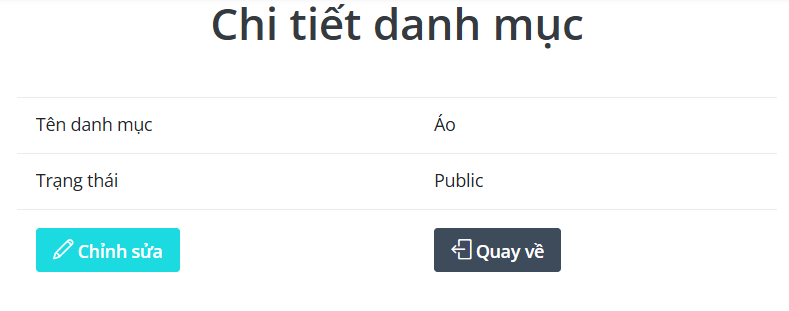 Chi tiết danh mục
Tên danh mục Áo
Trạng thái Public
Chỉnh sửa Quay về